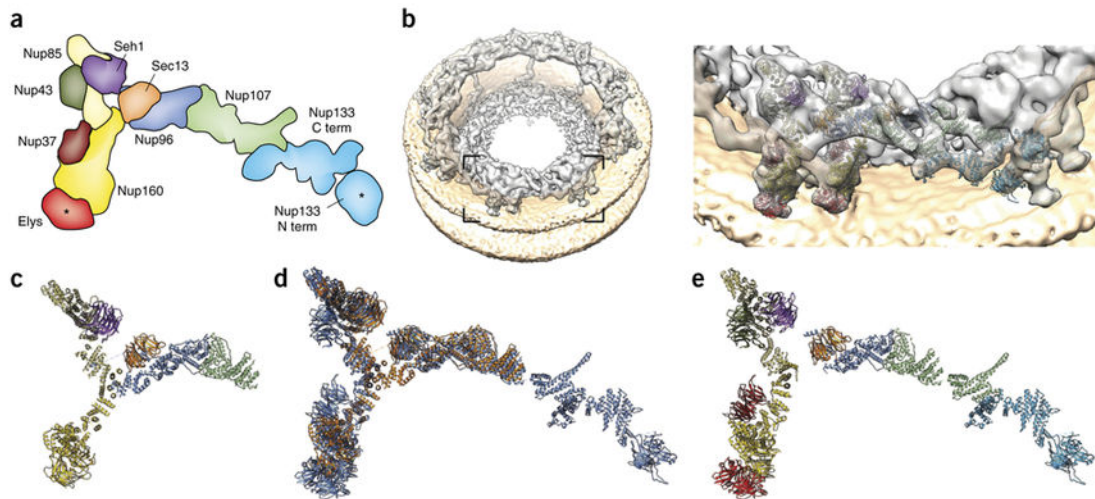 a
Nup85
Seh1
Sec13
Nup43
Nup107
Nup133
C term
Nup37
Nup96
Nup160
Elys
*
*
Nup133
N term
b
c
d
e